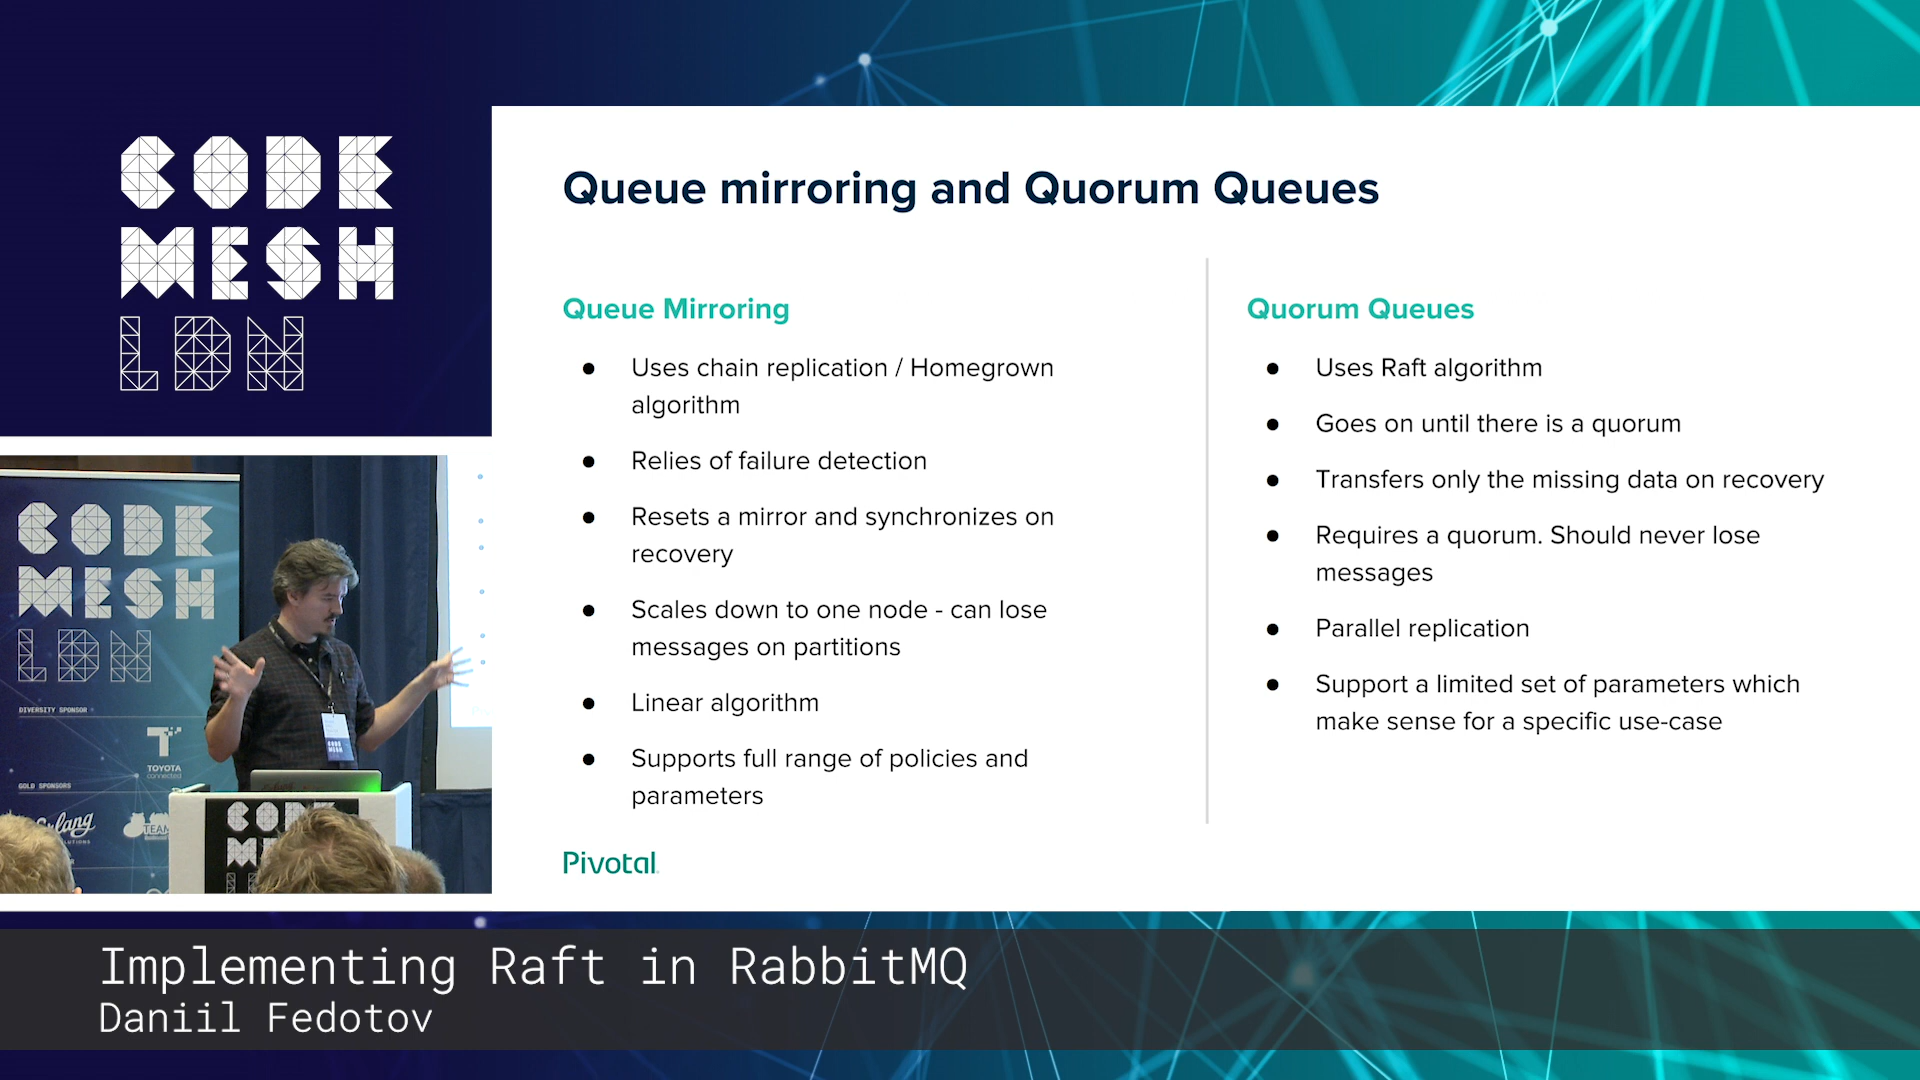 CODE
MESH
LDN
Queue mirroring and Quorum Queues
Queue Mirroring
● Uses chain replication / Homegrown
algorithm
● Relies of failure detection
● Resets a mirror and synchronizes on
recovery
● Scales down to one node - can lose
messages on partitions
● Linear algorithm
● Supports full range of policies and
parameters
Quorum Queues
● Uses Raft algorithm
● Goes on until there is a quorum
● Transfers only the missing data on recovery
● Requires a quorum. Should never lose
messages
● Parallel replication
● Support a limited set of parameters which
make sense for a specific use-case
Pivotal
CODE
MESH
LDN
DIVERSITY SPONSOR
TOYOTA
connected
GOLD SPONSORS
CODE
Implementing Raft in RabbitMQ
Daniil Fedotov